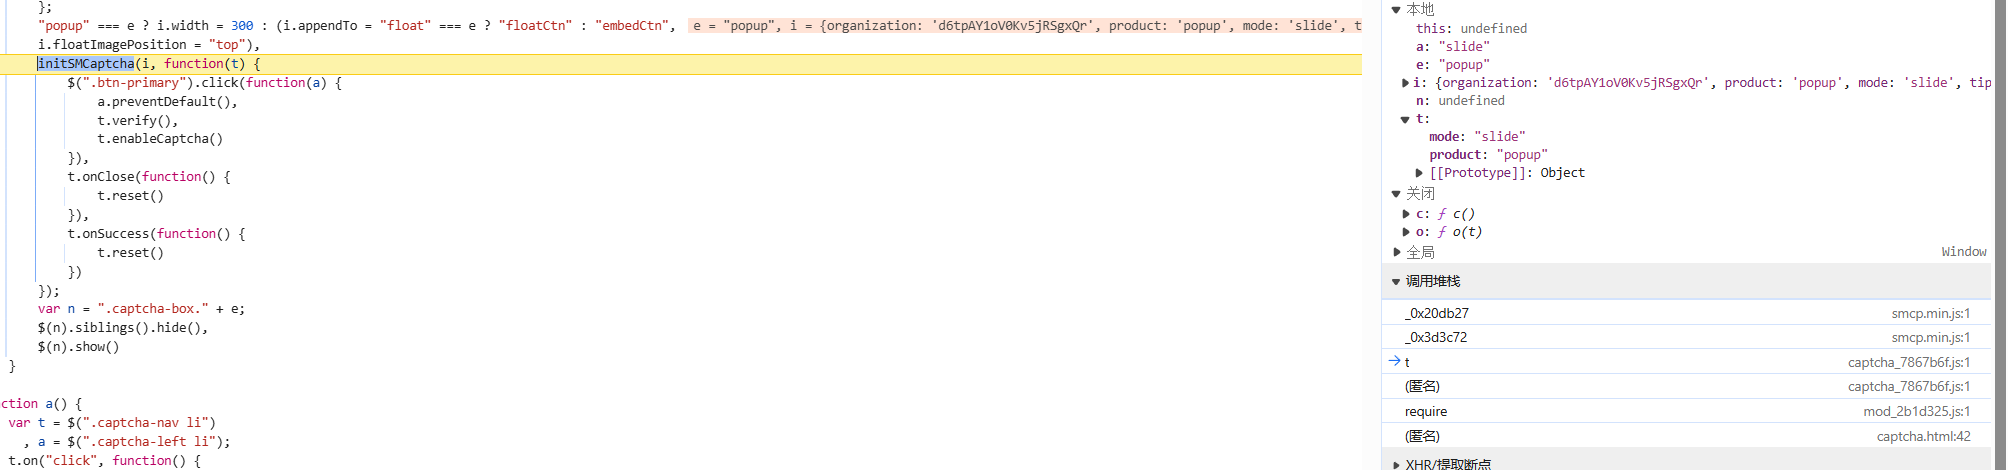 };
"popup" === e ? i.width = 300 : (i.appendTo = "float" === e ? "floatCtn" : "embedCtn", e = "popup", i = {organization: 'd6tpAY1oV0Kv5jRSgxQr', product: 'popup', mode: 'slide', t
i.floatImagePosition = "top"),
initSMCaptcha(i, function(t) {
$(".btn-primary").click(function(a) {
a.preventDefault(),
t.verify(),
t.enableCaptcha()
}),
t.onClose(function() {
t.reset()
}),
t.onSuccess(function() {
t.reset()
})
});
var n = ".captcha-box." + e;
$(n).siblings().hide(),
$(n).show()
}
ction a() {
var t = $(".captcha-nav li")
, a = $(".captcha-left li");
t.on("click", function() {
本地
this: undefined
a: "slide"
e: "popup"
i: {organization: 'd6tpAY1oV0Kv5jRSgxQr', product: 'popup', mode: 'slide', tip
n: undefined
t:
mode: "slide"
product: "popup"
[[Prototype]]: Object
关闭
c: ƒ c()
o: ƒ o(t)
全局 Window
调用堆栈
_0x20db27 smcp.min.js:1
_0x3d3c72 smcp.min.js:1
t captcha_7867b6f.js:1
(匿名) captcha_7867b6f.js:1
require mod_2b1d325.js:1
(匿名) captcha.html:42
XHR/提取断点